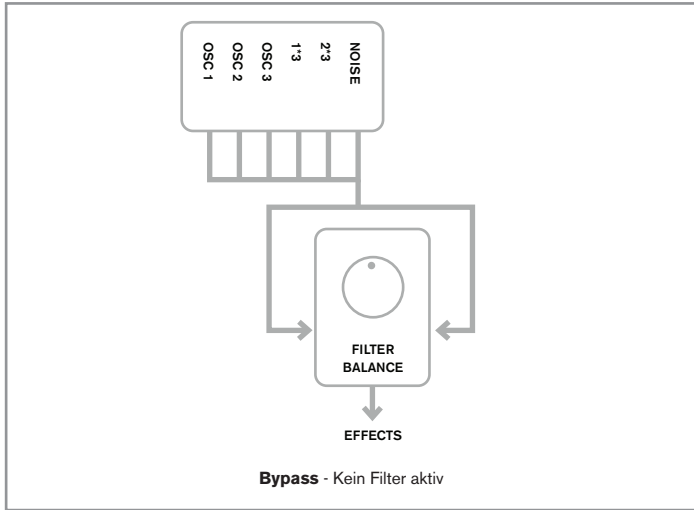 OSC 1
OSC 2
OSC 3
1*3
2*3
NOISE
FILTER
BALANCE
EFFECTS
Bypass - Kein Filter aktiv